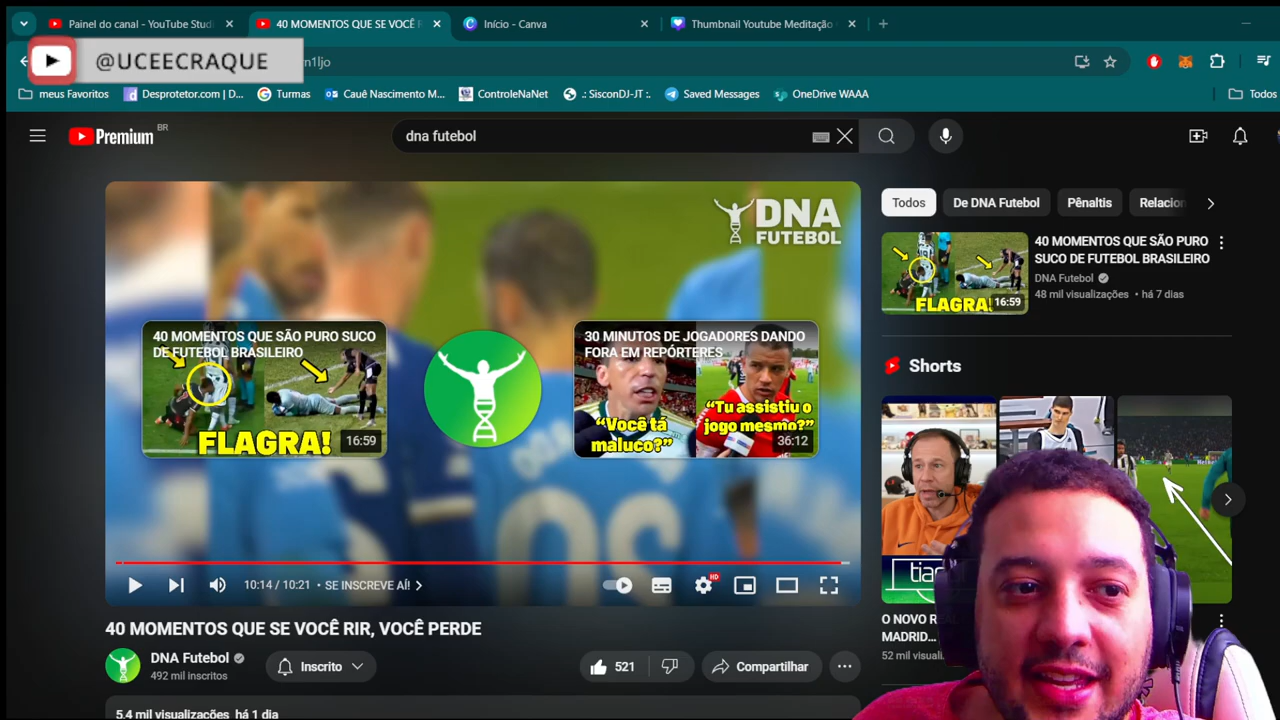 Painel do canal - YouTube Studi
40 MOMENTOS QUE SE VOCÊ R
Início - Canva
Thumbnail Youtube Meditação
@UCEECRAQUE
n1ljo
meus Favoritos
Desprotetor.com | D...
Turmas
Cauê Nascimento M...
ControleNaNet
.: SisconDJ-JT :.
Saved Messages
OneDrive WAAA
Todos
Premium
BR
dna futebol
DNA
FUTEBOL
40 MOMENTOS QUE SÃO PURO SUCO
DE FUTEBOL BRASILEIRO
FLAGRA!
16:59
30 MINUTOS DE JOGADORES DANDO
FORA EM REPÓRTERES
“Você tá
maluco?”
“Tu assistiu o
jogo mesmo?”
36:12
10:14 / 10:21 • SE INSCREVE AÍ!
HD
40 MOMENTOS QUE SE VOCÊ RIR, VOCÊ PERDE
DNA Futebol
492 mil inscritos
Inscrito
521
Compartilhar
5.4 mil visualizações há 1 dia
Todos
De DNA Futebol
Pênaltis
Relacion
FLAGRA!
16:59
40 MOMENTOS QUE SÃO PURO
SUCO DE FUTEBOL BRASILEIRO
DNA Futebol
48 mil visualizações • há 7 dias
Shorts
O NOVO
MADRID...
52 mil visuali